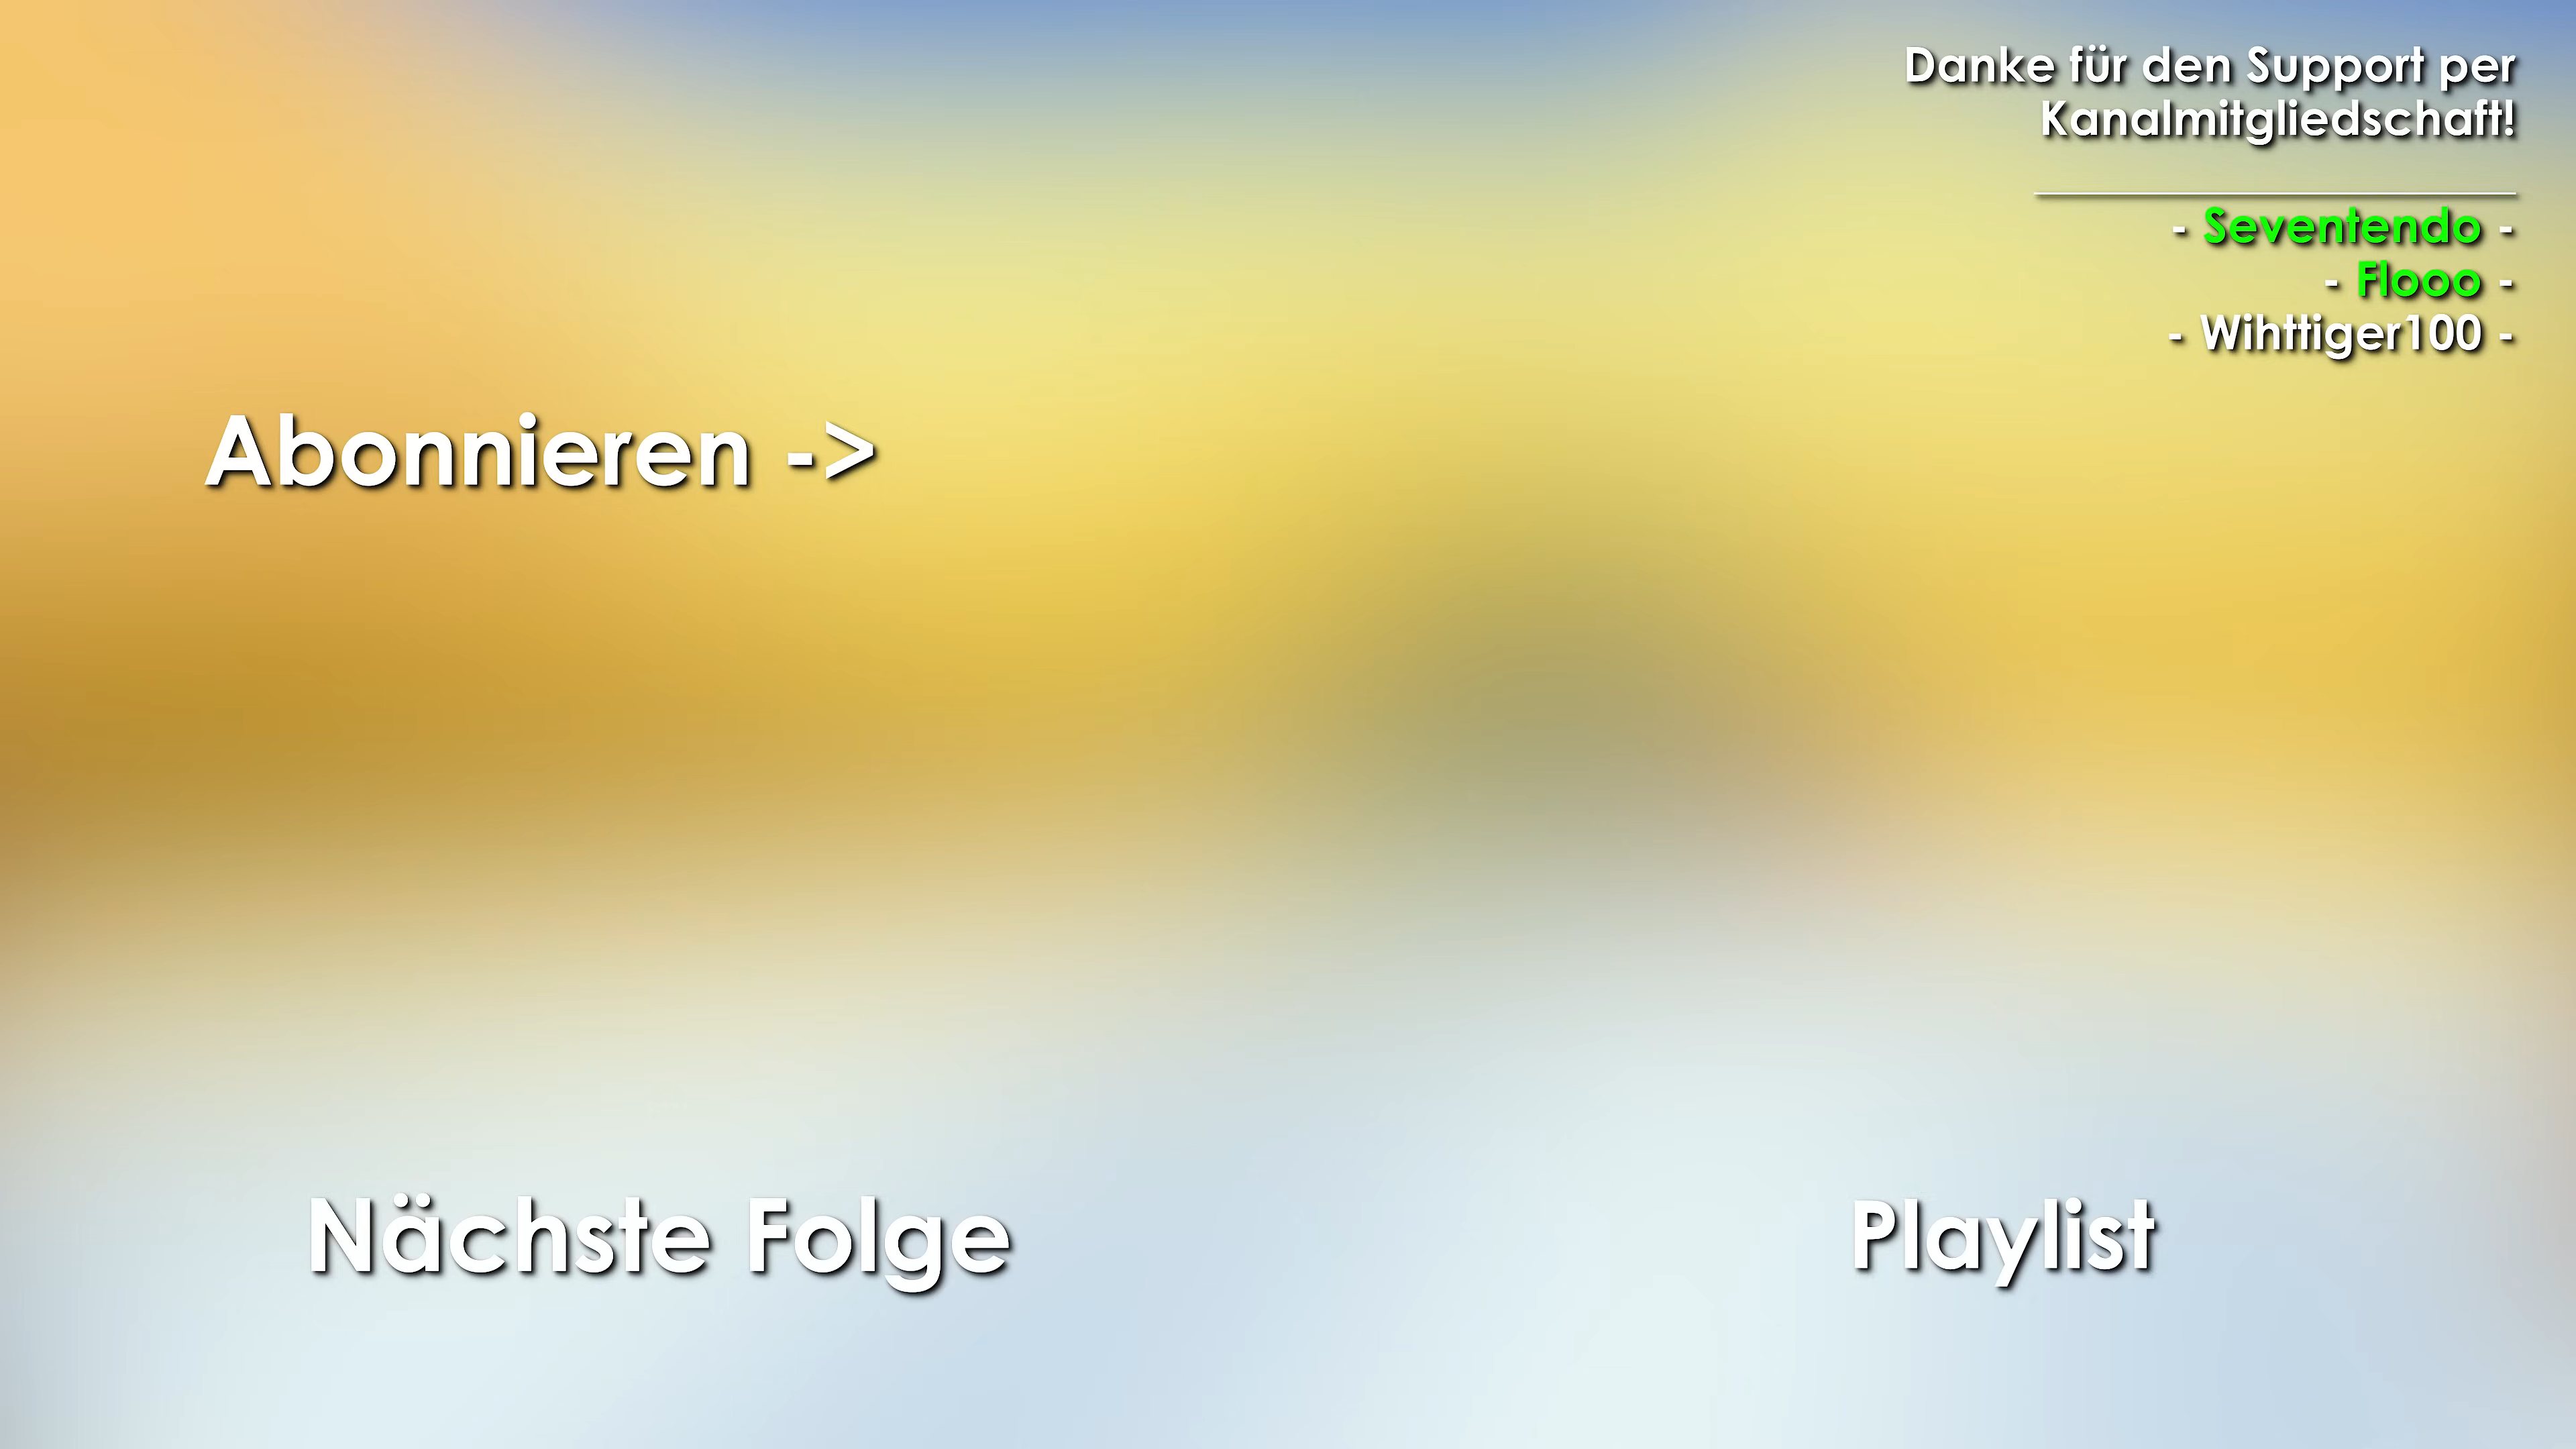 Danke für den Support per
Kanalmitgliedschaft!
- Seventendo -
- Flooo -
- Wihttiger100 -
Abonnieren ->
Nächste Folge
Playlist